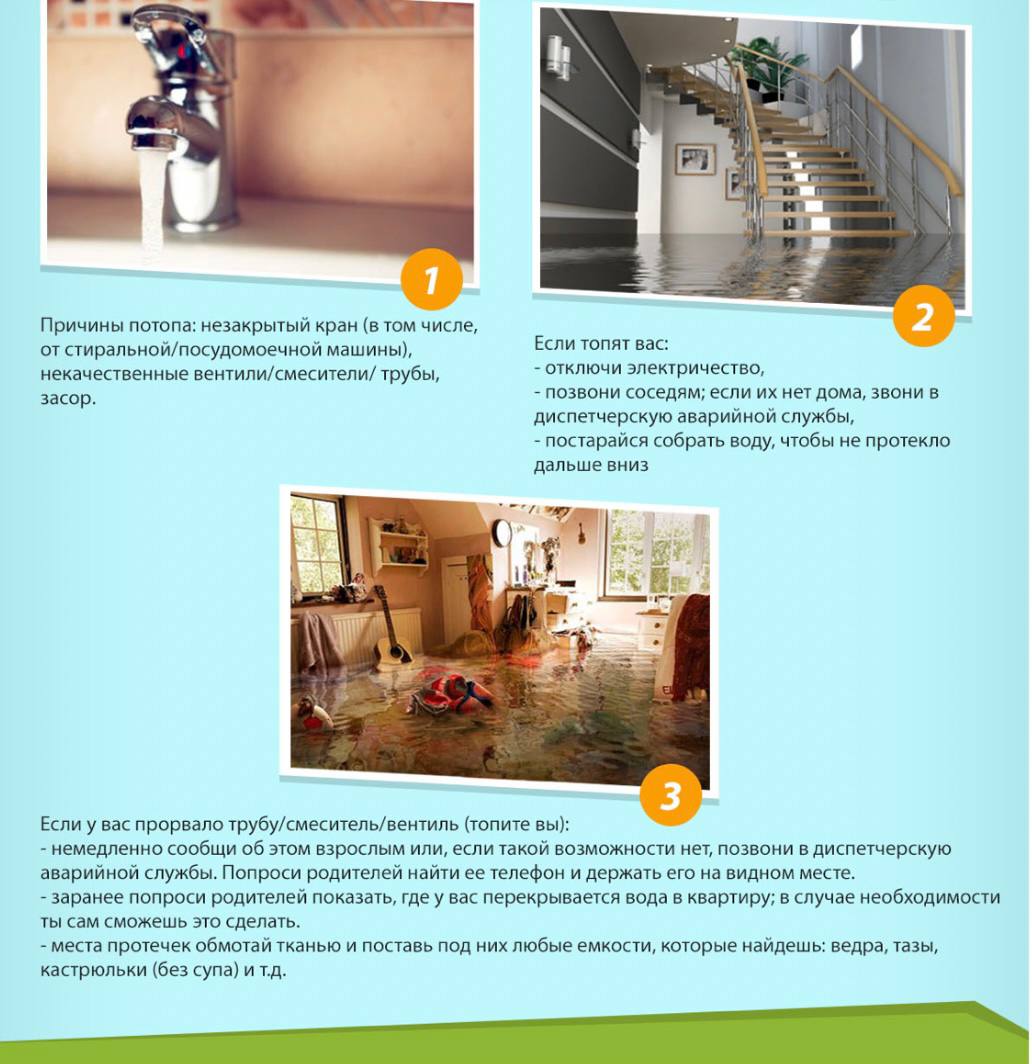 1
Причины потопа: незакрытый кран (в том числе,
от стиральной/посудомоечной машины),
некачественные вентили/смесители/ трубы,
засор.
2
Если топят вас:
- отключи электричество,
- позвони соседям; если их нет дома, звони в
диспетчерскую аварийной службы,
- постарайся собрать воду, чтобы не протекло
дальше вниз
3
Если у вас прорвало трубу/смеситель/вентиль (топите вы):
- немедленно сообщи об этом взрослым или, если такой возможности нет, позвони в диспетчерскую
аварийной службы. Попроси родителей найти ее телефон и держать его на видном месте.
- заранее попроси родителей показать, где у вас перекрывается вода в квартиру; в случае необходимости
ты сам сможешь это сделать.
- места протечек обмотай тканью и поставь под них любые емкости, которые найдешь: ведра, тазы,
кастрюльки (без супа) и т.д.